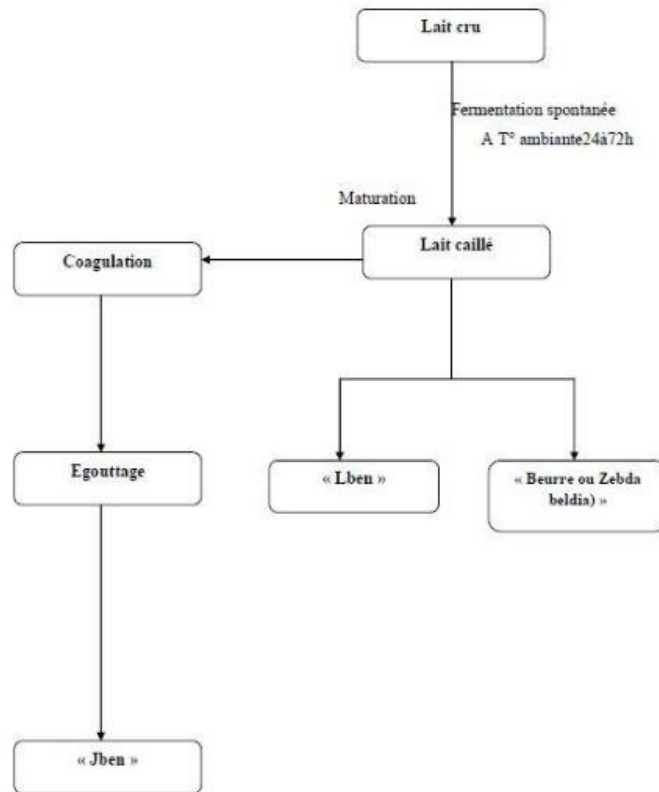 Lait cru
Fermentation spontanée
A T° ambiante24à72h
Maturation
Lait caillé
Coagulation
Egouttage
« Lben »
« Beurre ou Zebda
beldia) »
« Jben »